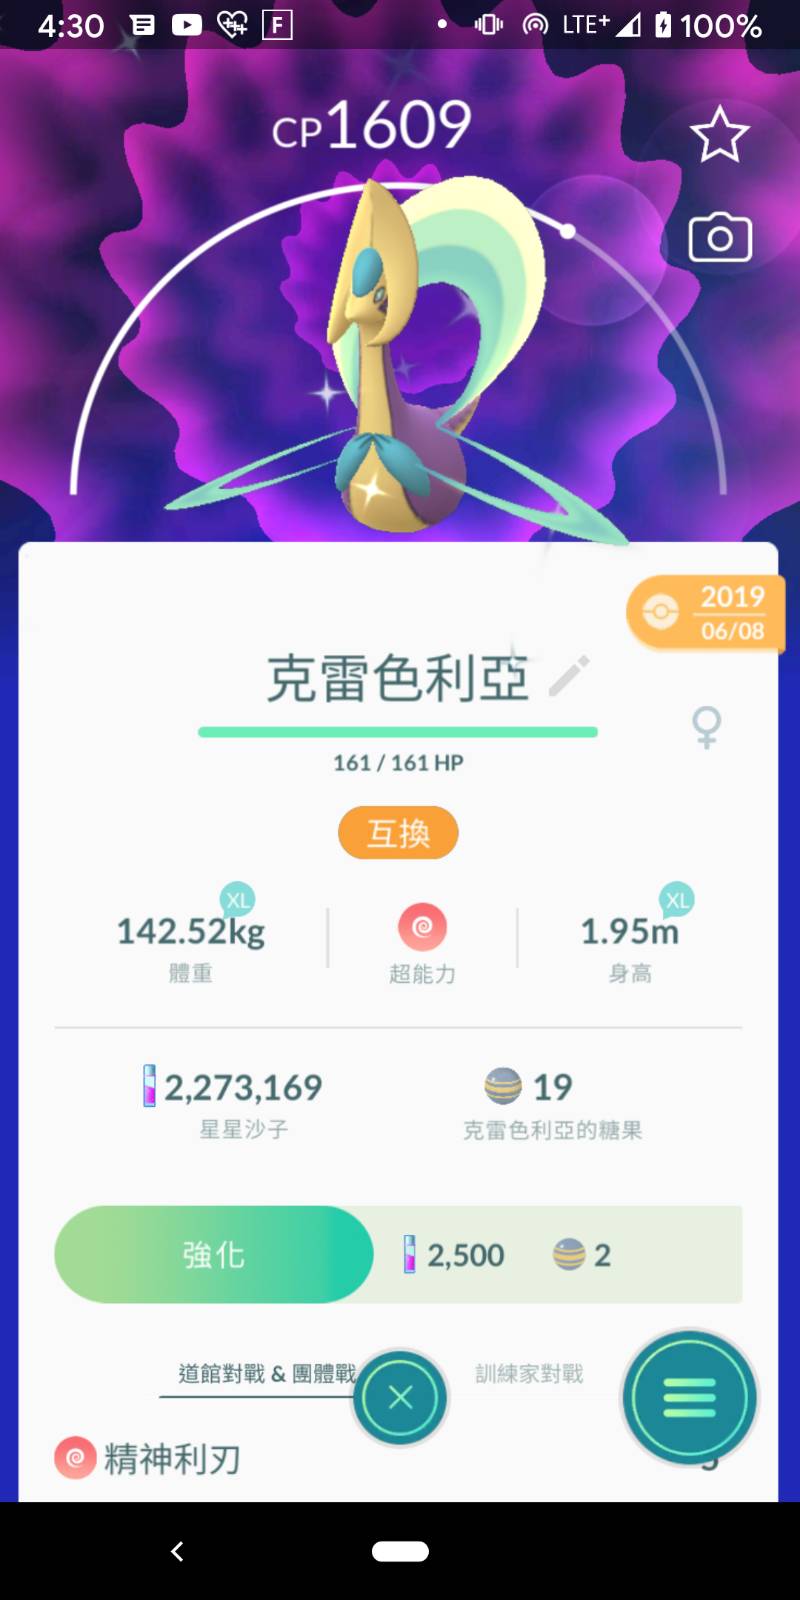 4:30 F LTE+ 100%
CP1609
2019
06/08
克雷色利亞
161 / 161 HP
互換
XL XL
142.52kg 1.95m
體重 超能力 身高
2,273,169 19
星星沙子 克雷色利亞的糖果
強化 2,500 2
道館對戰 & 團體戰 訓練家對戰
精神利刃